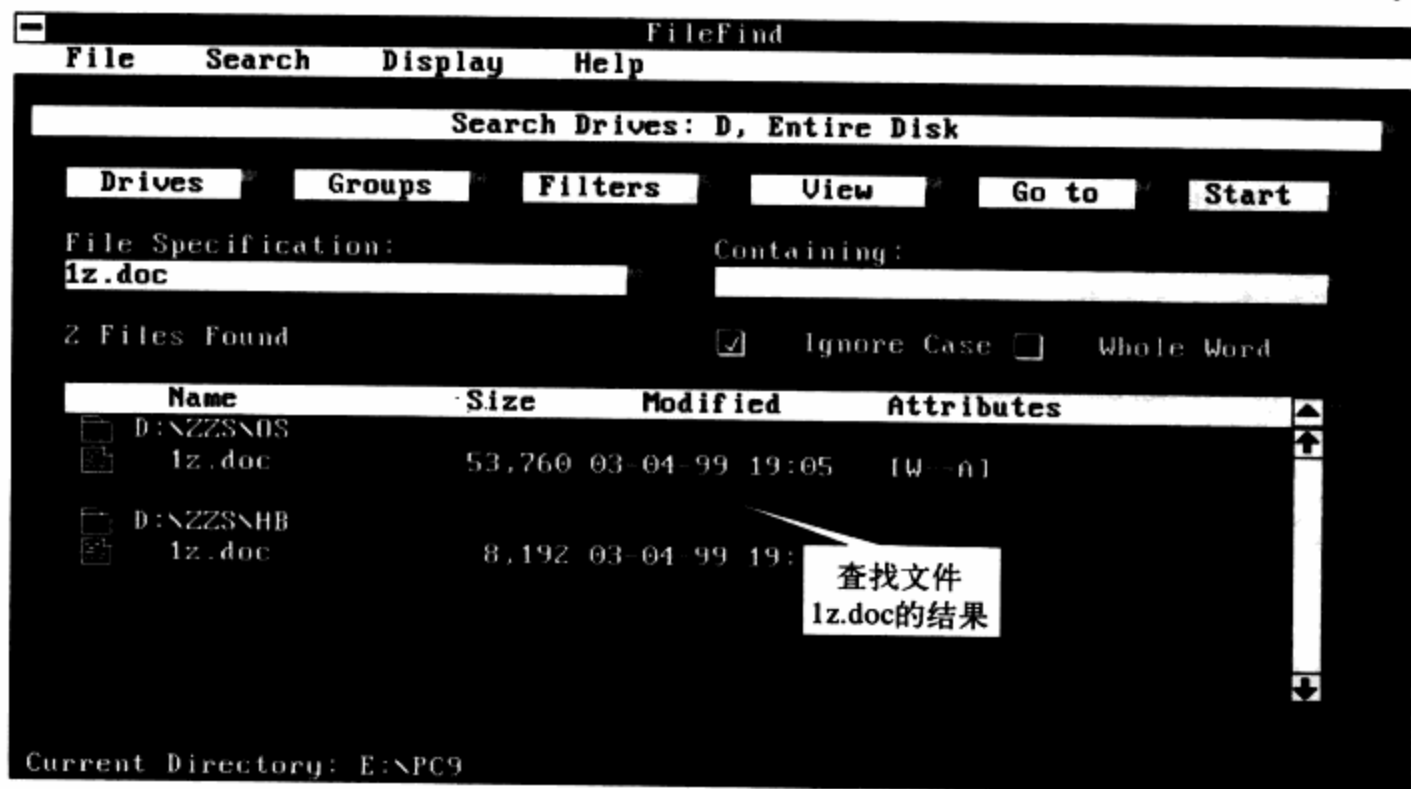 FileFind
File Search Display Help
Search Drives: D, Entire Disk
Drives Groups Filters View Go to Start
File Specification: Containing:
1z.doc
2 Files Found Ignore Case Whole Word
Name Size Modified Attributes
D:\ZZS\OS
1z.doc 53,760 03-04-99 19:05 [W--A]
D:\ZZS\HB
1z.doc 8,192 03-04-99 19:
查找文件
1z.doc的结果
Current Directory: E:\PC9